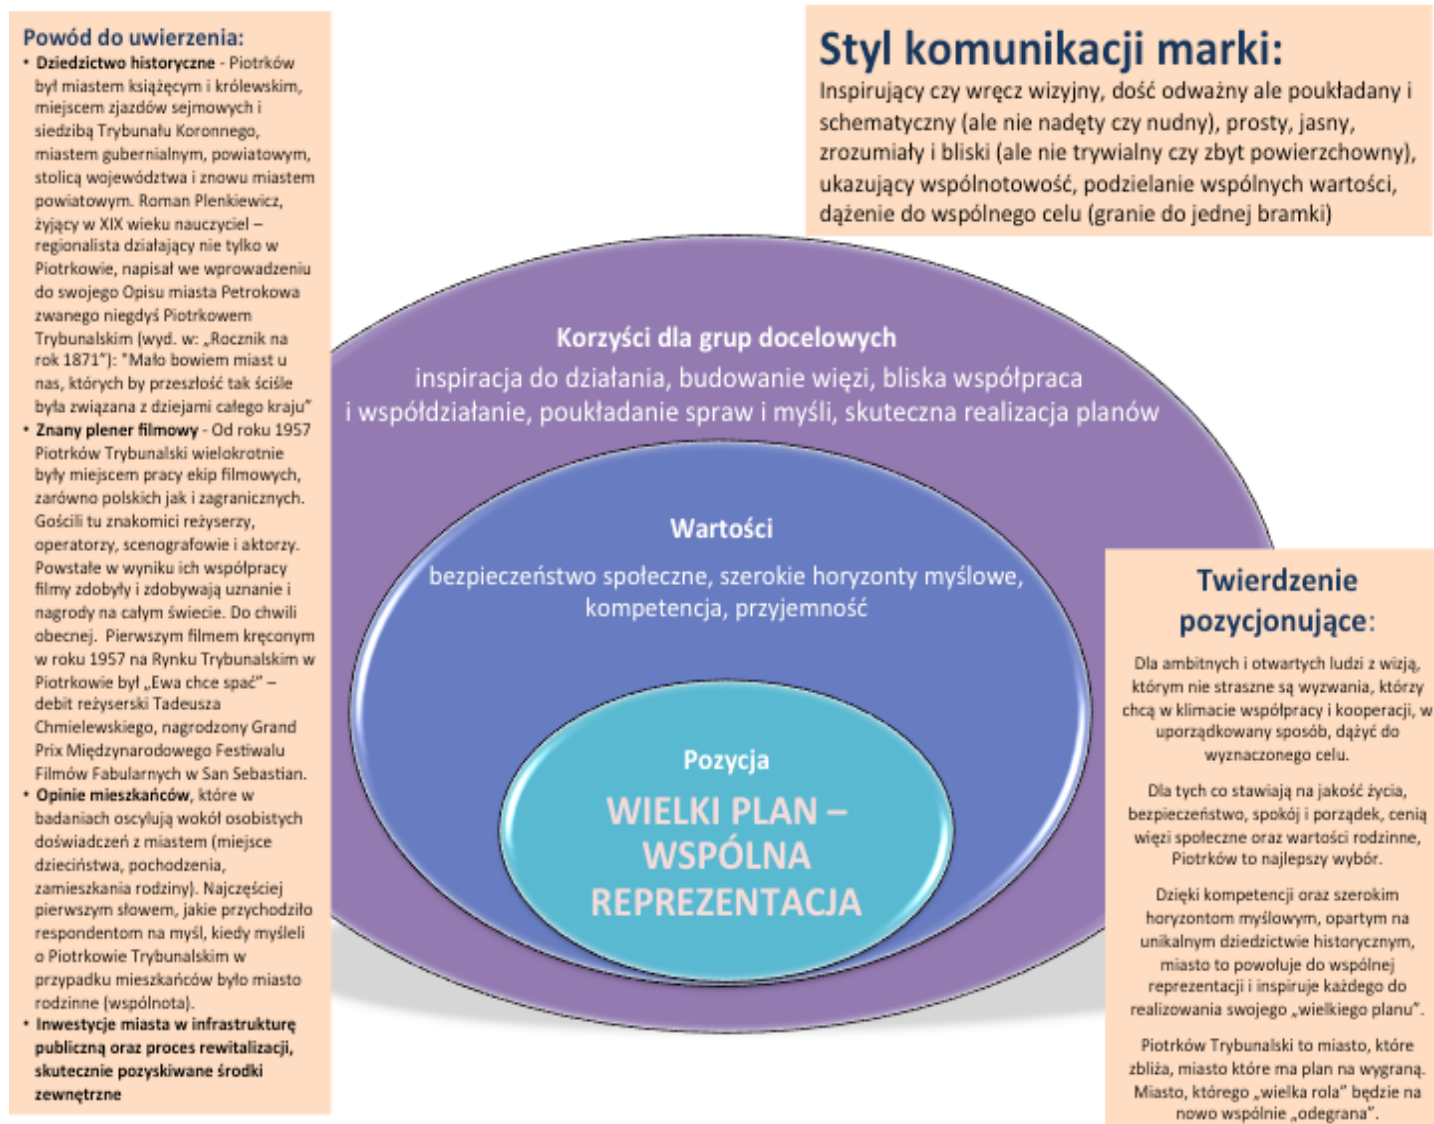 Powód do uwierzenia:
• Dziedzictwo historyczne - Piotrków
był miastem książęcym i królewskim,
miejscem zjazdów sejmowych i
siedzibą Trybunału Koronnego,
miastem gubernialnym, powiatowym,
stolicą województwa i znowu miastem
powiatowym. Roman Plenkiewicz,
żyjący w XIX wieku nauczyciel –
regionalista działający nie tylko w
Piotrkowie, napisał we wprowadzeniu
do swojego Opisu miasta Petrokowa
zwanego niegdyś Piotrkowem
Trybunalskim (wyd. w: „Rocznik na
rok 1871”): "Mało bowiem miast u
nas, których by przeszłość tak ściśle
była związana z dziejami całego kraju”
• Znany plener filmowy - Od roku 1957
Piotrków Trybunalski wielokrotnie
były miejscem pracy ekip filmowych,
zarówno polskich jak i zagranicznych.
Gościli tu znakomici reżyserzy,
operatorzy, scenografowie i aktorzy.
Powstałe w wyniku ich współpracy
filmy zdobyły i zdobywają uznanie i
nagrody na całym świecie. Do chwili
obecnej. Pierwszym filmem kręconym
w roku 1957 na Rynku Trybunalskim w
Piotrkowie był „Ewa chce spać” –
debit reżyserski Tadeusza
Chmielewskiego, nagrodzony Grand
Prix Międzynarodowego Festiwalu
Filmów Fabularnych w San Sebastian.
• Opinie mieszkańców, które w
badaniach oscylują wokół osobistych
doświadczeń z miastem (miejsce
dzieciństwa, pochodzenia,
zamieszkania rodziny). Najczęściej
pierwszym słowem, jakie przychodziło
respondentom na myśl, kiedy myśleli
o Piotrkowie Trybunalskim w
przypadku mieszkańców było miasto
rodzinne (wspólnota).
• Inwestycje miasta w infrastrukturę
publiczną oraz proces rewitalizacji,
skutecznie pozyskiwane środki
zewnętrzne
Styl komunikacji marki:
Inspirujący czy wręcz wizyjny, dość odważny ale poukładany i
schematyczny (ale nie nadęty czy nudny), prosty, jasny,
zrozumiały i bliski (ale nie trywialny czy zbyt powierzchowny),
ukazujący wspólnotowość, podzielanie wspólnych wartości,
dążenie do wspólnego celu (granie do jednej bramki)
Korzyści dla grup docelowych
inspiracja do działania, budowanie więzi, bliska współpraca
i współdziałanie, poukładanie spraw i myśli, skuteczna realizacja planów
Wartości
bezpieczeństwo społeczne, szerokie horyzonty myślowe,
kompetencja, przyjemność
Pozycja
WIELKI PLAN –
WSPÓLNA
REPREZENTACJA
Twierdzenie
pozycjonujące:
Dla ambitnych i otwartych ludzi z wizją,
którym nie straszne są wyzwania, którzy
chcą w klimacie współpracy i kooperacji, w
uporządkowany sposób, dążyć do
wyznaczonego celu.
Dla tych co stawiają na jakość życia,
bezpieczeństwo, spokój i porządek, cenią
więzi społeczne oraz wartości rodzinne,
Piotrków to najlepszy wybór.
Dzięki kompetencji oraz szerokim
horyzontom myślowym, opartym na
unikalnym dziedzictwie historycznym,
miasto to powołuje do wspólnej
reprezentacji i inspiruje każdego do
realizowania swojego „wielkiego planu”.
Piotrków Trybunalski to miasto, które
zbliża, miasto które ma plan na wygraną.
Miasto, którego „wielka rola” będzie na
nowo wspólnie „odegrana”.